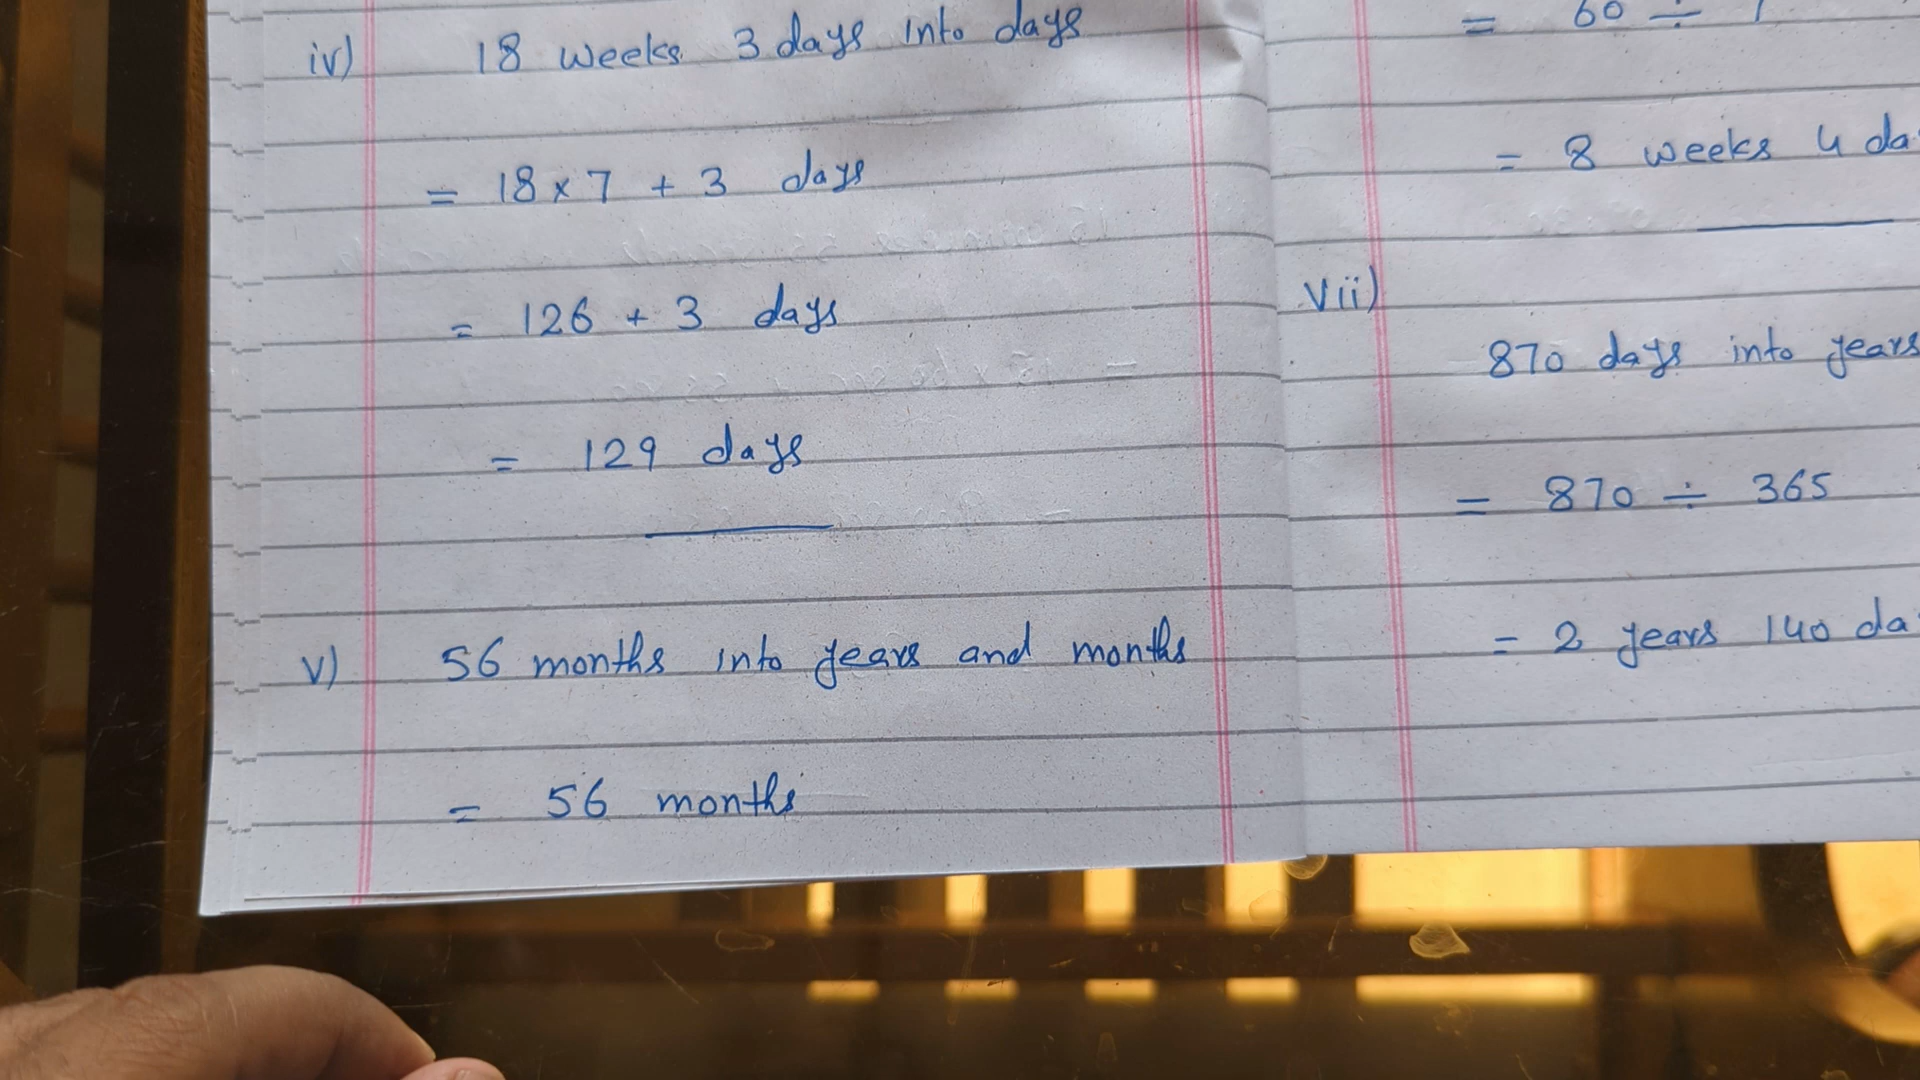 iv) 18 weeks 3 days into days
= 18 × 7 + 3 days
= 126 + 3 days
= 129 days
v) 56 months into years and months
= 56 months
= 60 ÷
= 8 weeks 4 da
vii)
870 days into years
= 870 ÷ 365
= 2 years 140 da